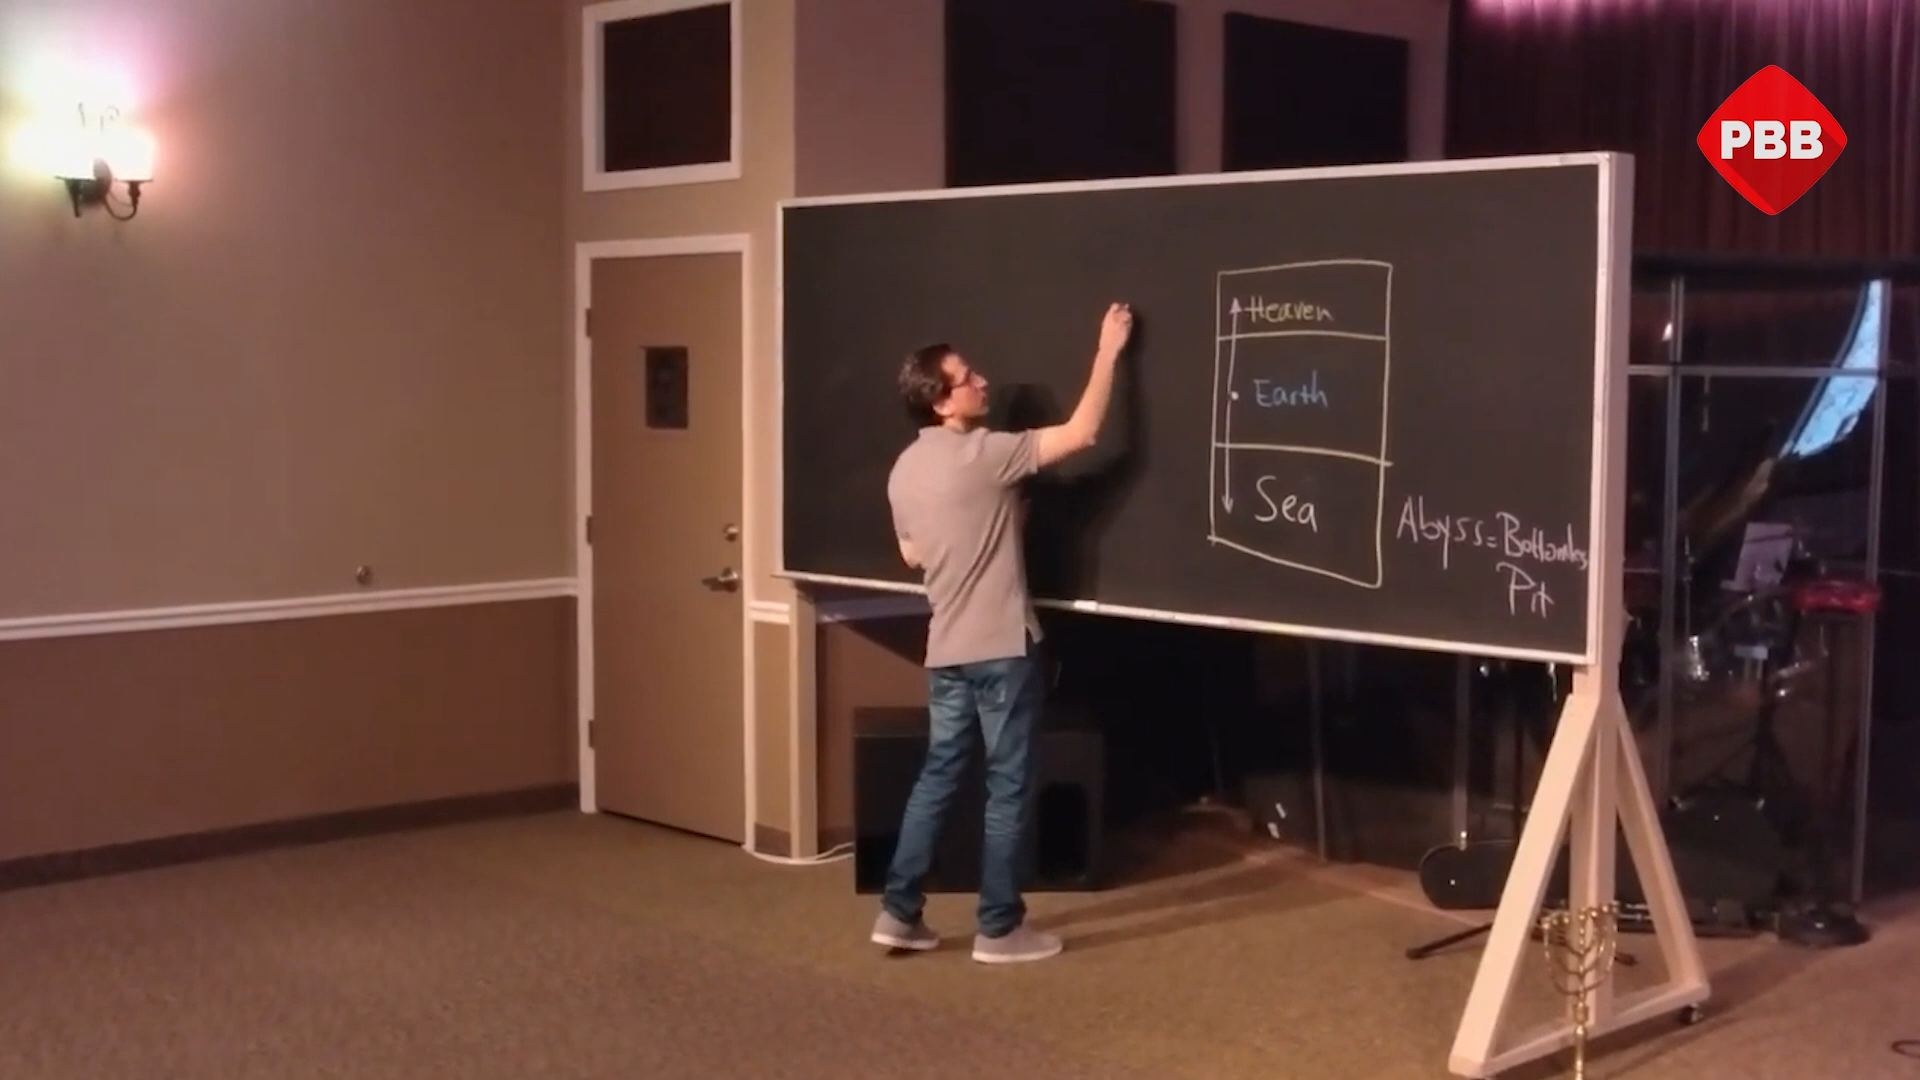 PBB
Heaven
Earth
Sea
Abyss = Bottomless
Pit